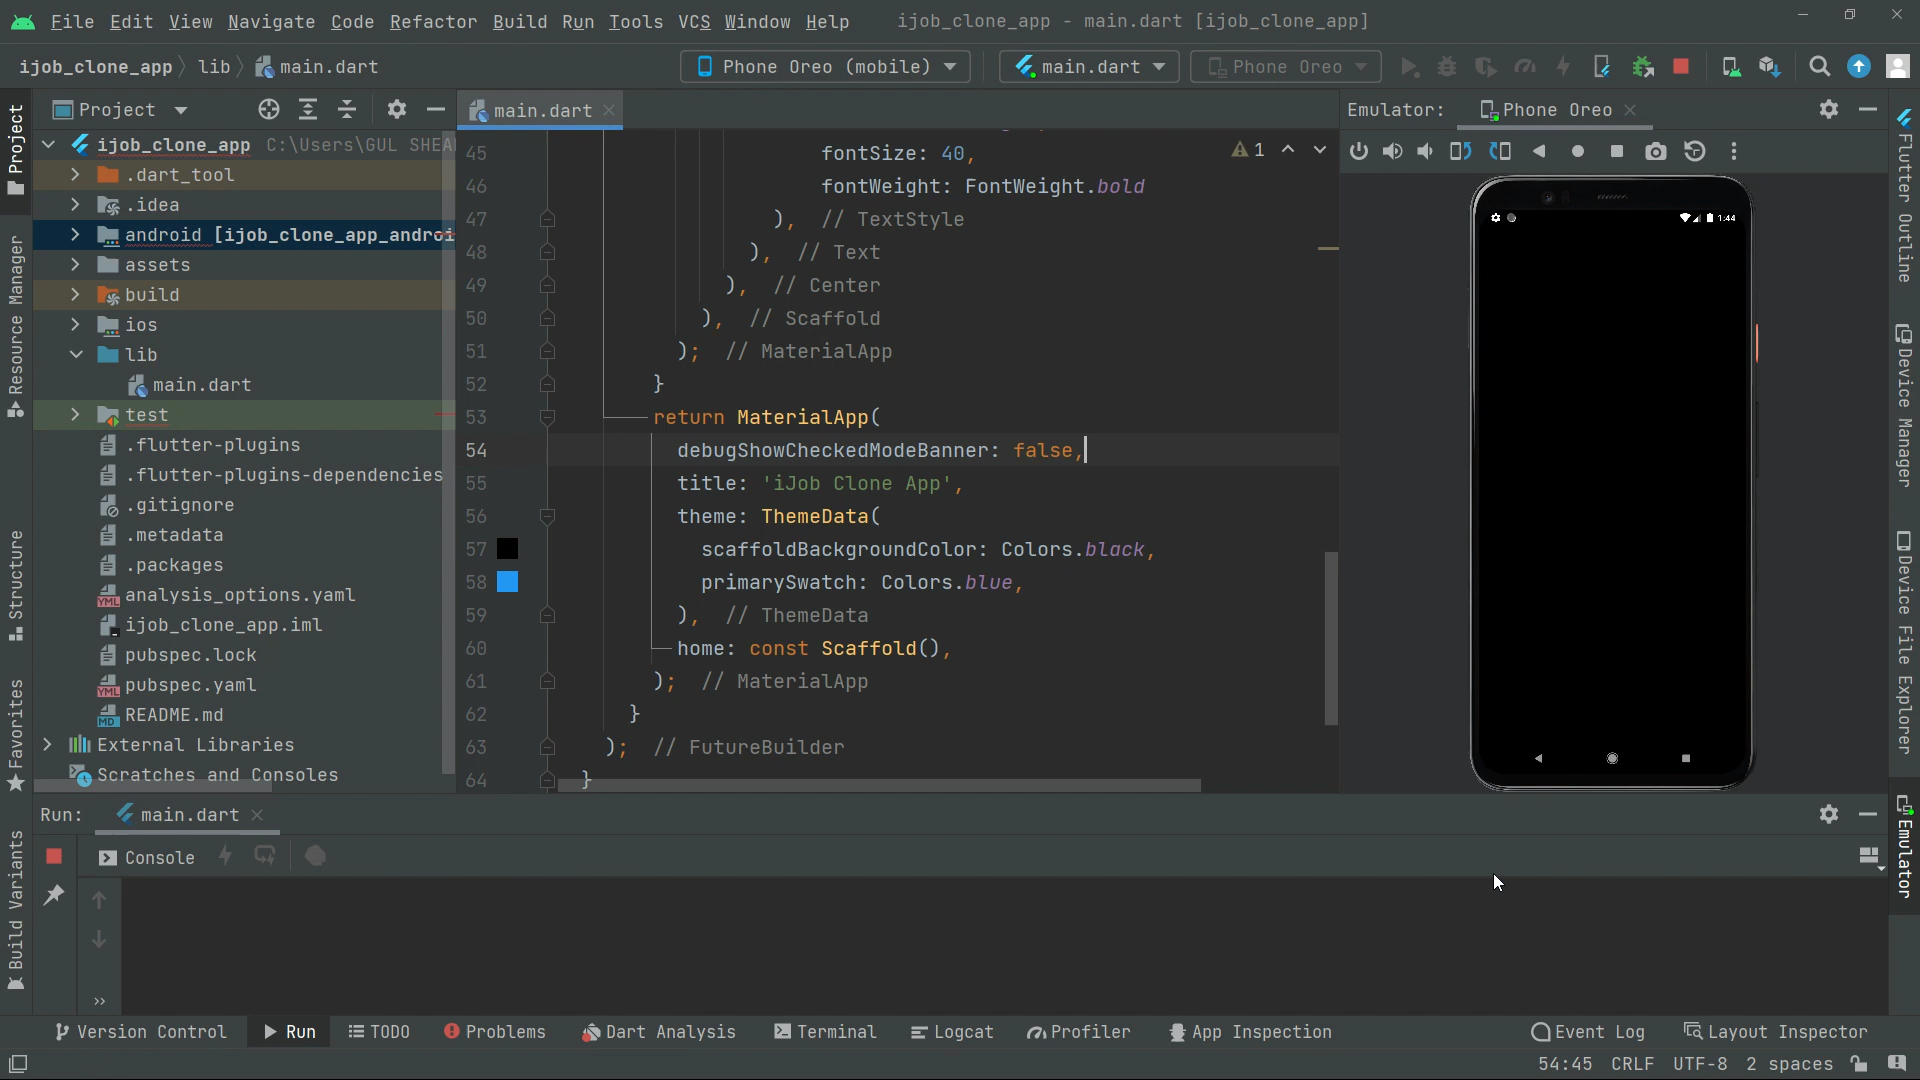 File Edit View Navigate Code Refactor Build Run Tools VCS Window Help ijob_clone_app - main.dart [ijob_clone_app]
ijob_clone_app lib main.dart Phone Oreo (mobile) main.dart Phone Oreo
Project main.dart Emulator: Phone Oreo
ijob_clone_app C:\Users\GUL SHEA
.dart_tool
.idea
android [ijob_clone_app_androi
assets
build
ios
lib
main.dart
test
.flutter-plugins
.flutter-plugins-dependencies
.gitignore
.metadata
.packages
analysis_options.yaml
ijob_clone_app.iml
pubspec.lock
pubspec.yaml
README.md
External Libraries
Scratches and Consoles
1
45 fontSize: 40,
46 fontWeight: FontWeight.bold
47 ), // TextStyle
48 ), // Text
49 ), // Center
50 ), // Scaffold
51 ); // MaterialApp
52 }
53 return MaterialApp(
54 debugShowCheckedModeBanner: false,
55 title: 'iJob Clone App',
56 theme: ThemeData(
57 scaffoldBackgroundColor: Colors.black,
58 primarySwatch: Colors.blue,
59 ), // ThemeData
60 home: const Scaffold(),
61 ); // MaterialApp
62 }
63 ); // FutureBuilder
64 }
1:44
Project
Resource Manager
Structure
Favorites
Build Variants
Flutter Outline
Device Manager
Device File Explorer
Emulator
Run: main.dart
Console
Version Control Run TODO Problems Dart Analysis Terminal Logcat Profiler App Inspection Event Log Layout Inspector
54:45 CRLF UTF-8 2 spaces